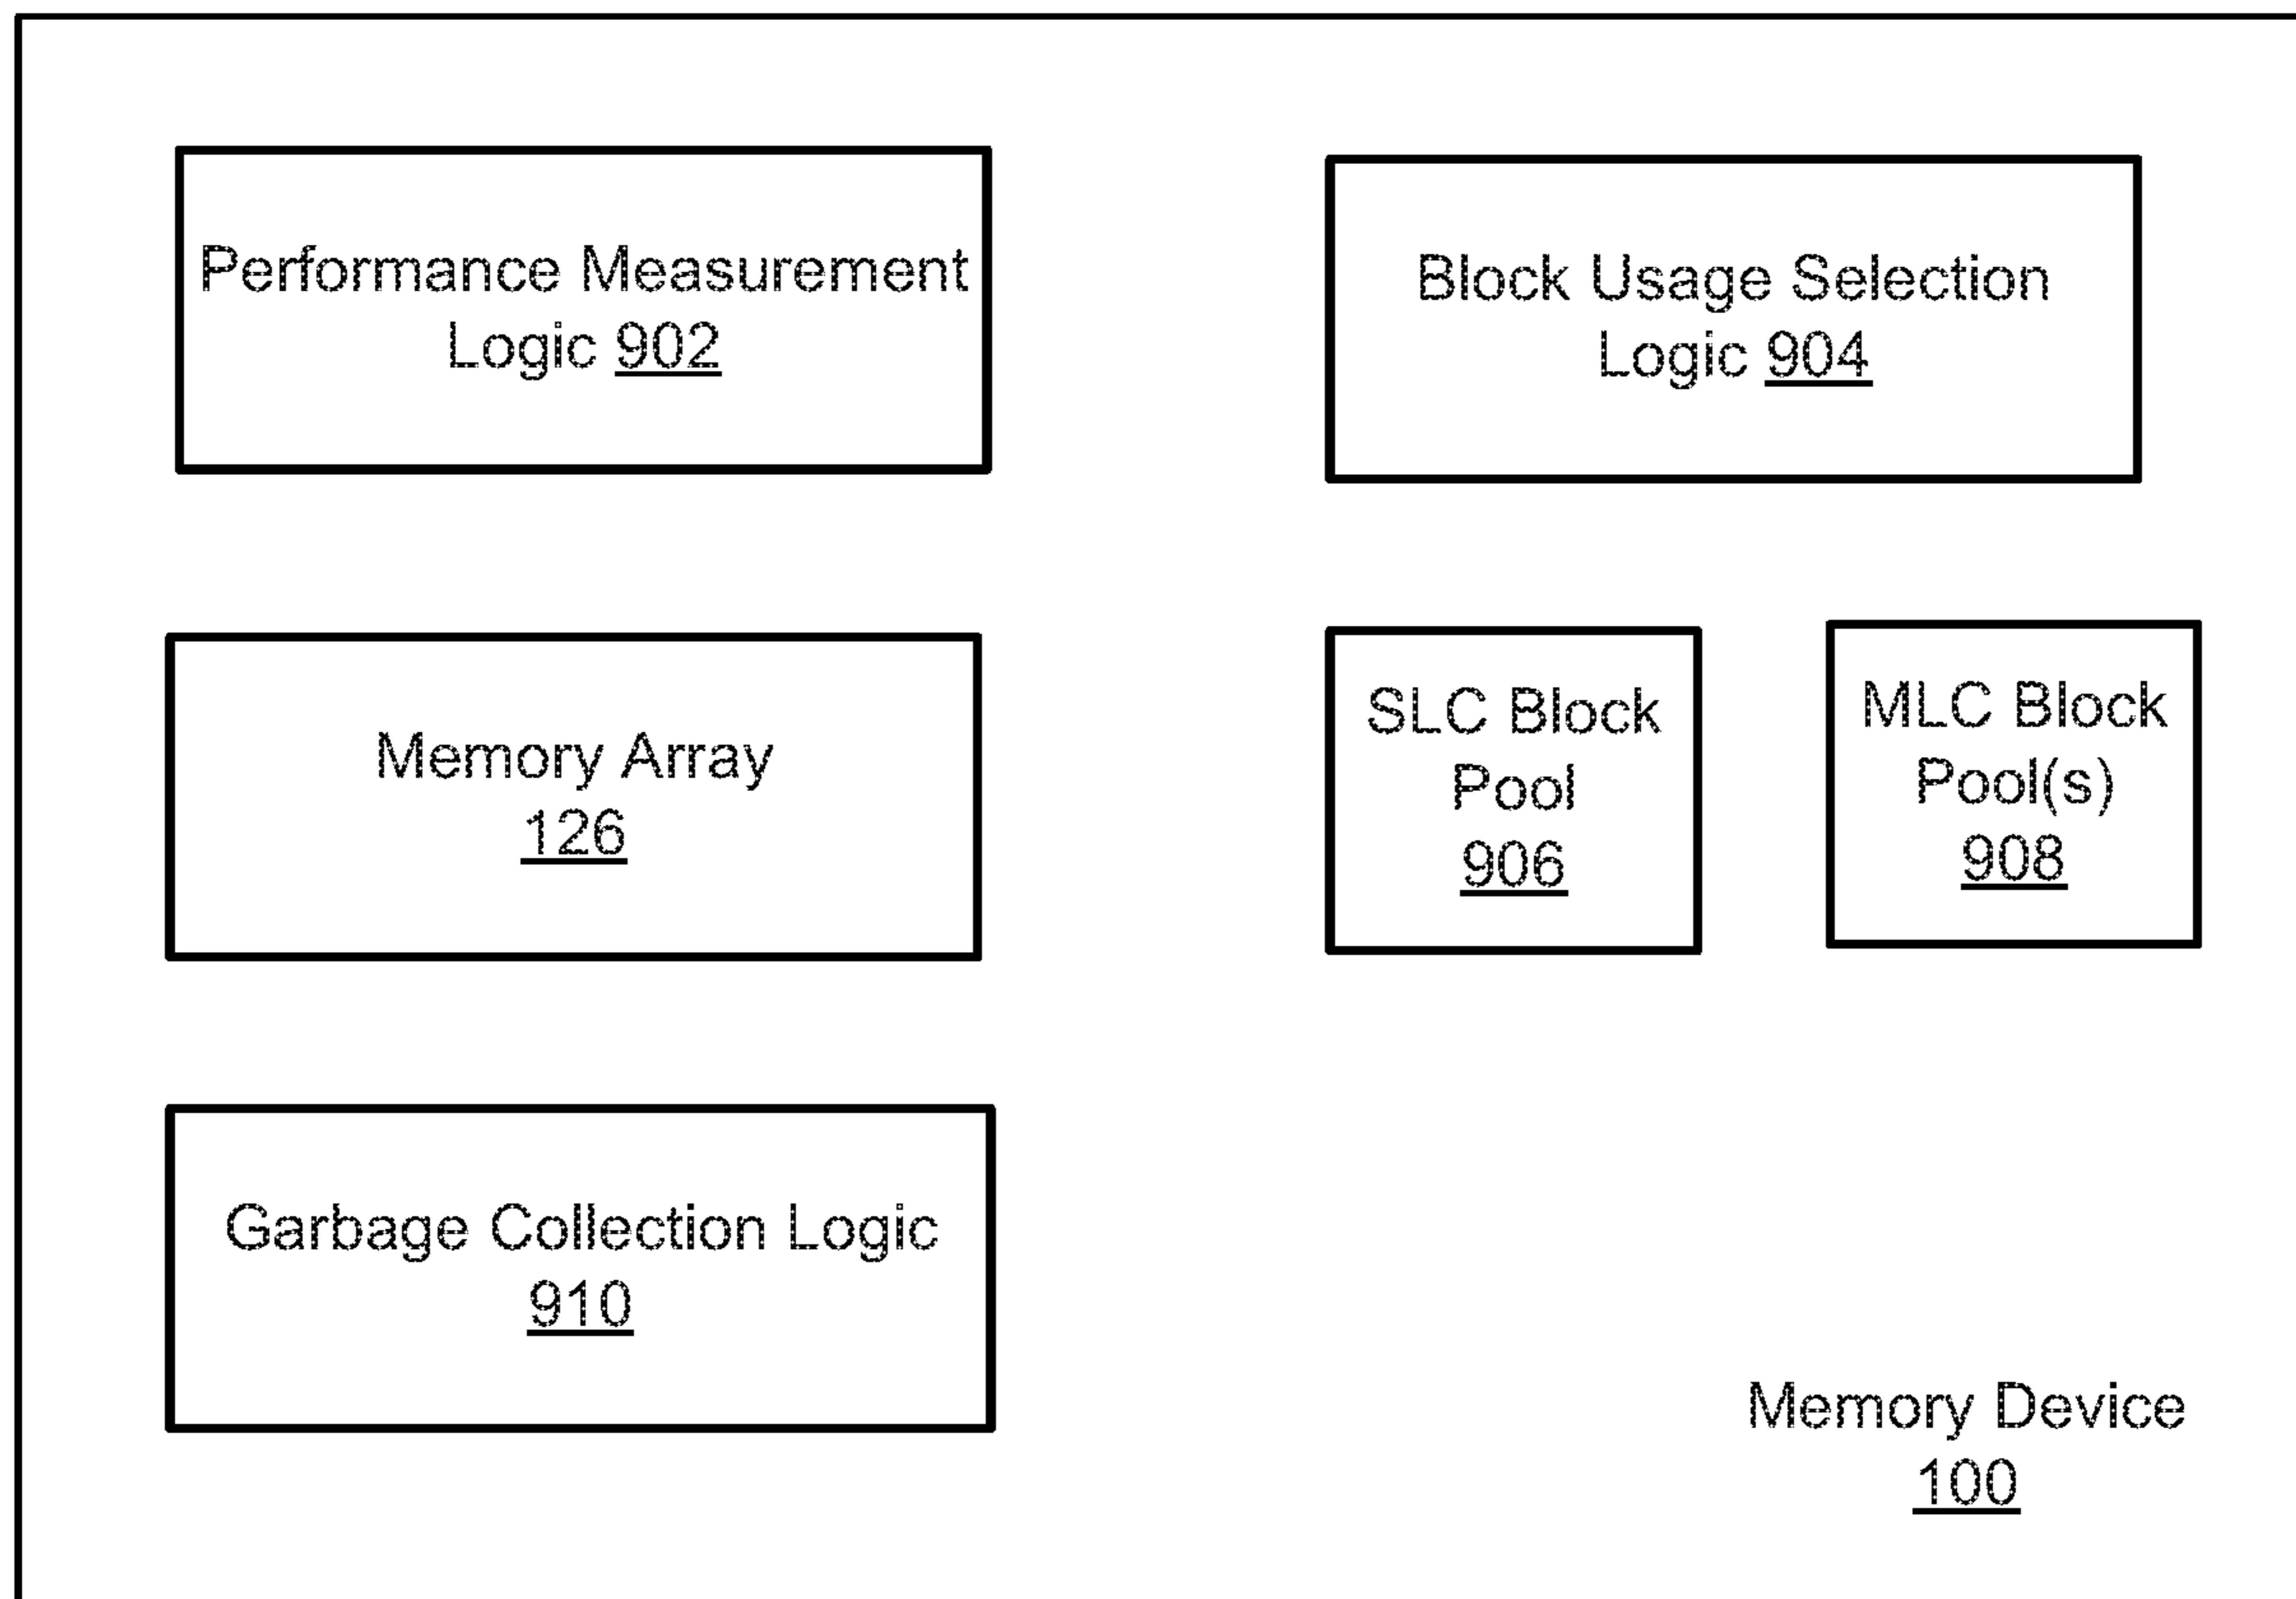 Performance Measurement
Logic 902
Block Usage Selection
Logic 904
Memory Array
126
SLC Block
Pool
906
MLC Block
Pool(s)
908
Garbage Collection Logic
910
Memory Device
100